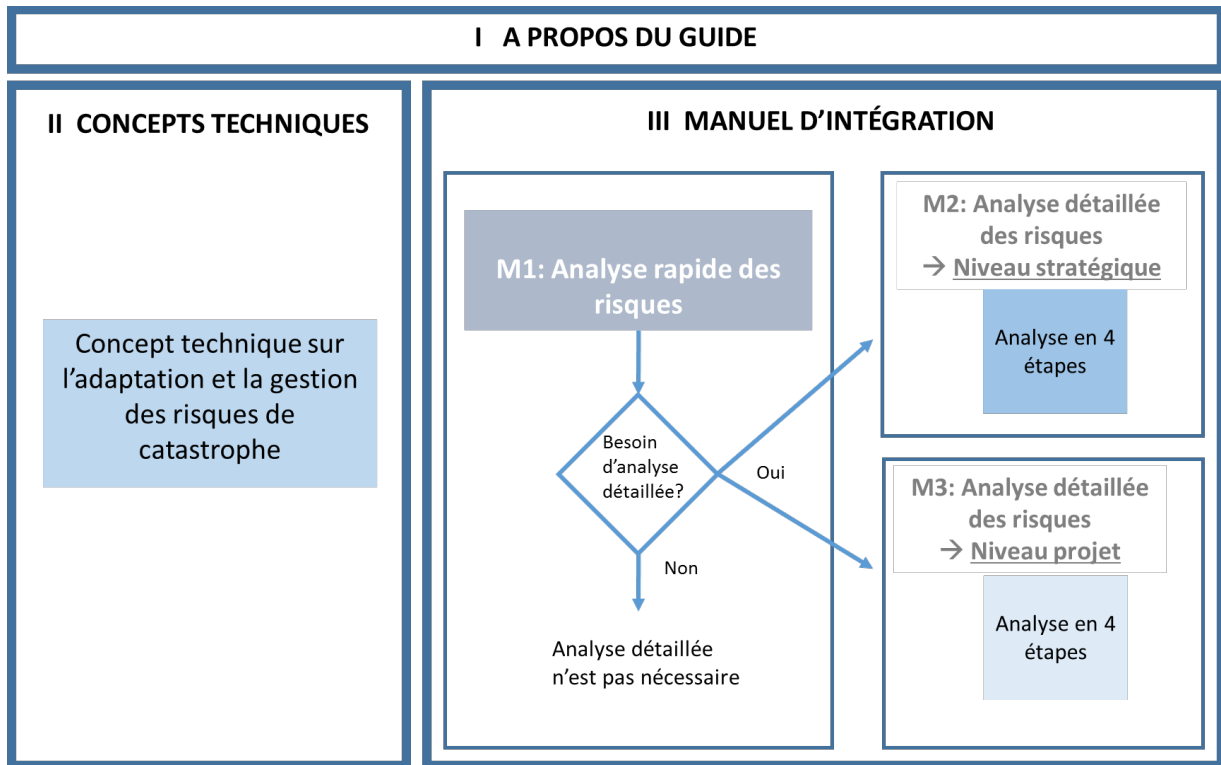 I A PROPOS DU GUIDE
II CONCEPTS TECHNIQUES
Concept technique sur
l'adaptation et la gestion
des risques de
catastrophe
III MANUEL D'INTÉGRATION
M1: Analyse rapide des
risques
Besoin
d'analyse
détaillée?
Oui
Non
Analyse détaillée
n'est pas nécessaire
M2: Analyse détaillée
des risques
→ Niveau stratégique
Analyse en 4
étapes
M3: Analyse détaillée
des risques
→ Niveau projet
Analyse en 4
étapes